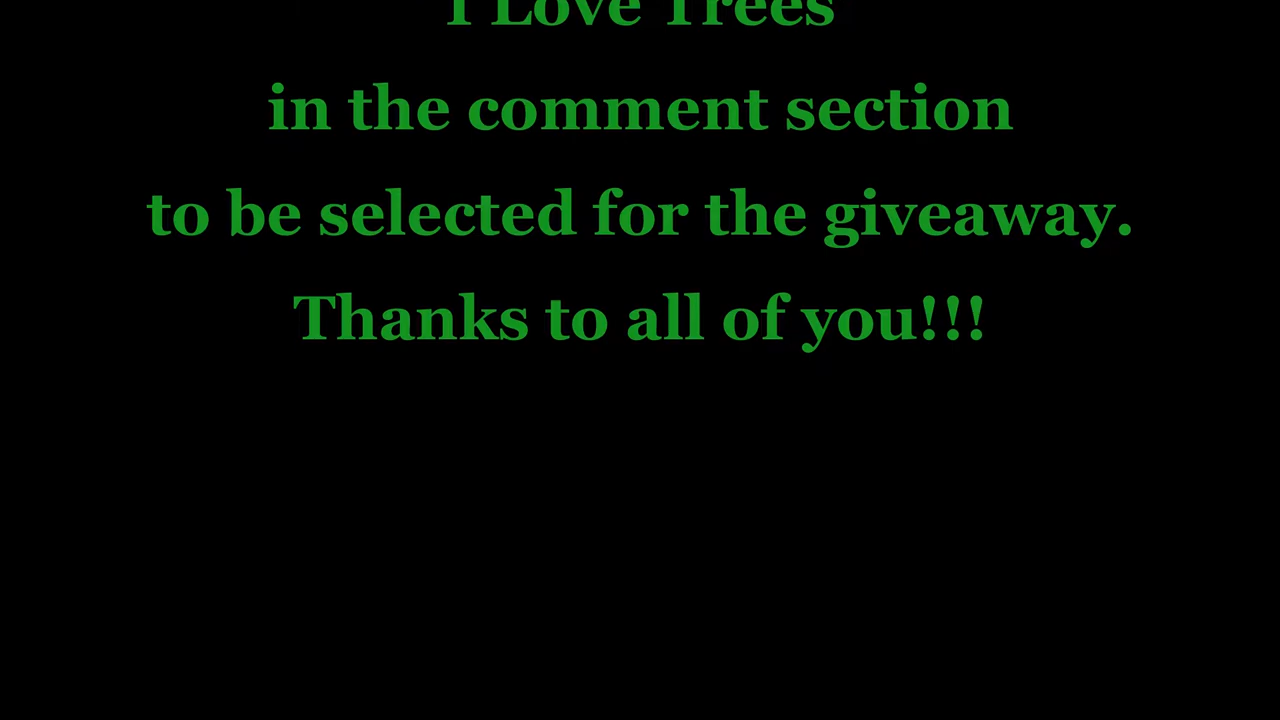 I Love Trees
in the comment section
to be selected for the giveaway.
Thanks to all of you!!!